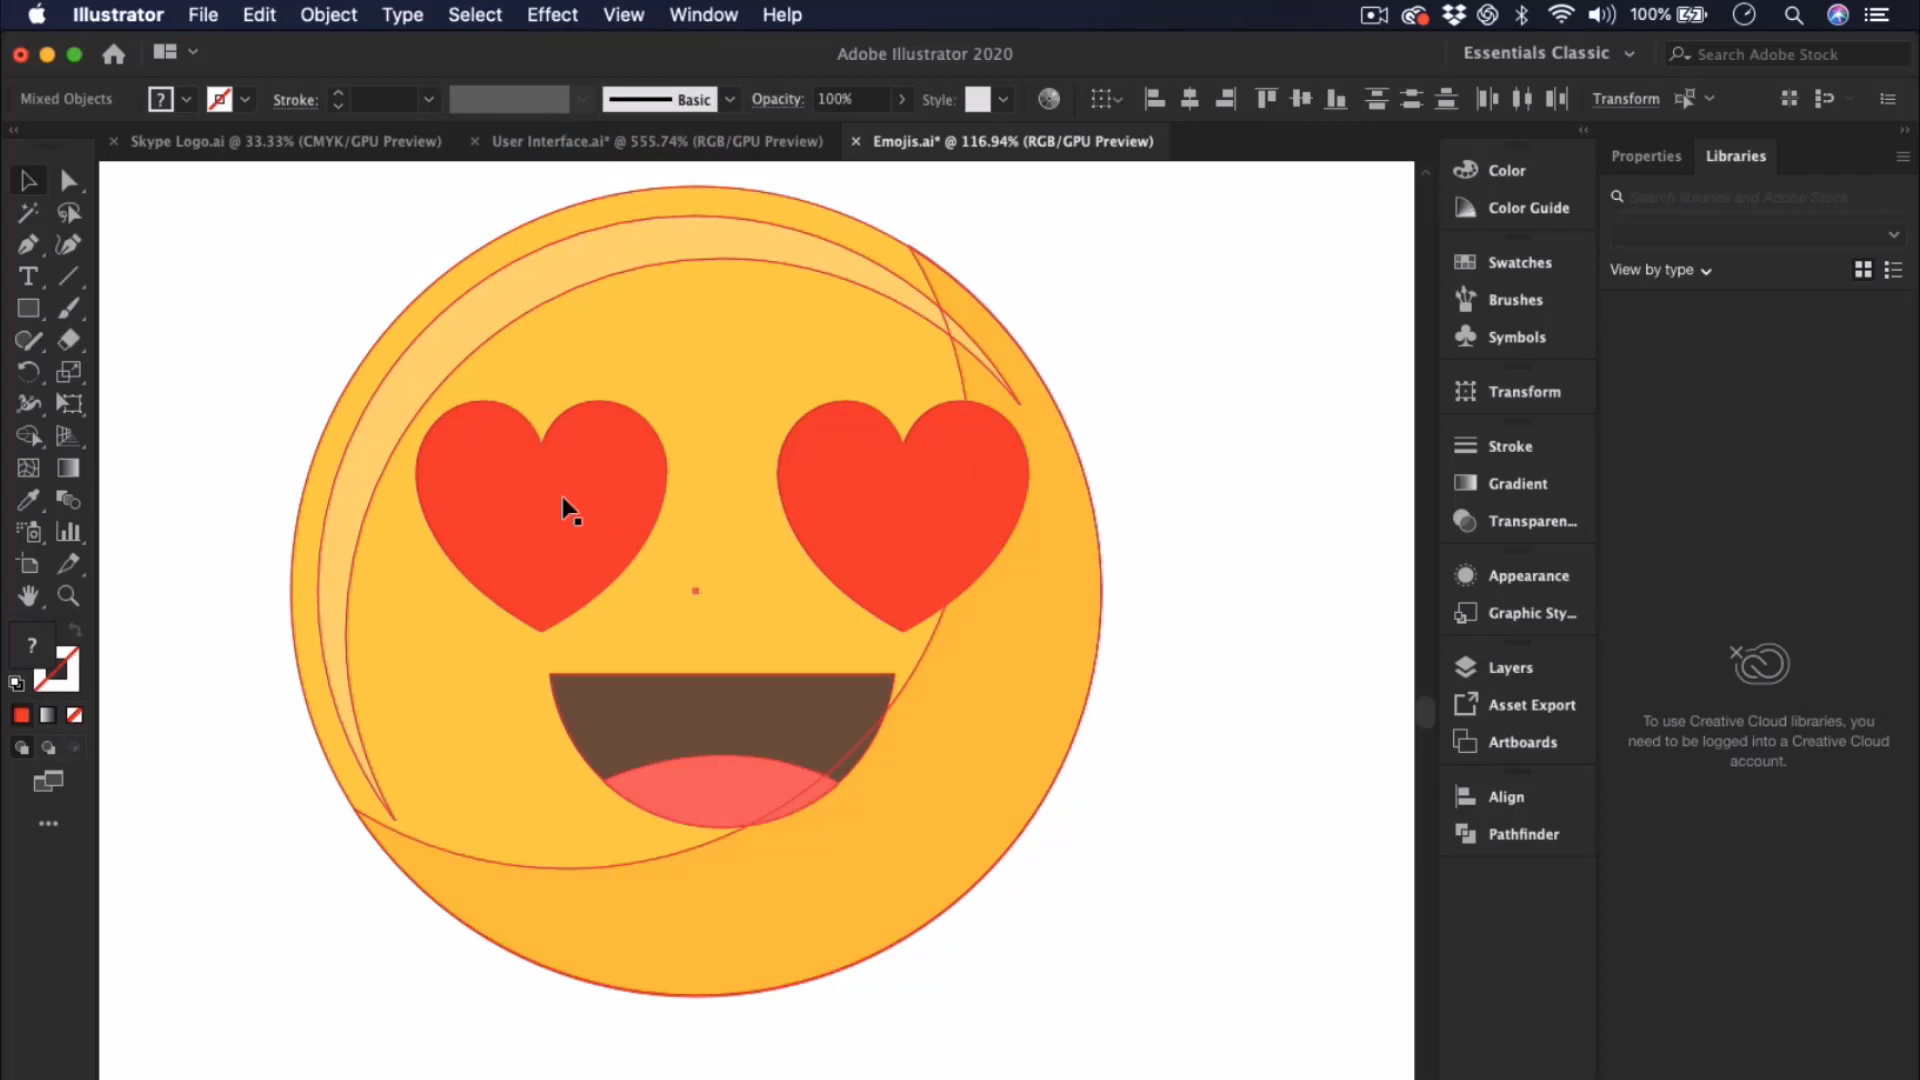 Illustrator File Edit Object Type Select Effect View Window Help 100%
Adobe Illustrator 2020 Essentials Classic Search Adobe Stock
Mixed Objects ? Stroke: Basic Opacity: 100% Style: Transform
Skype Logo.ai @ 33.33% (CMYK/GPU Preview) User Interface.ai* @ 555.74% (RGB/GPU Preview) Emojis.ai* @ 116.94% (RGB/GPU Preview)
Properties Libraries
Search libraries and Adobe Stock
View by type
Color
Color Guide
Swatches
Brushes
Symbols
Transform
Stroke
Gradient
Transparen...
Appearance
Graphic Sty...
Layers
Asset Export
Artboards
Align
Pathfinder
?
To use Creative Cloud libraries, you
need to be logged into a Creative Cloud
account.